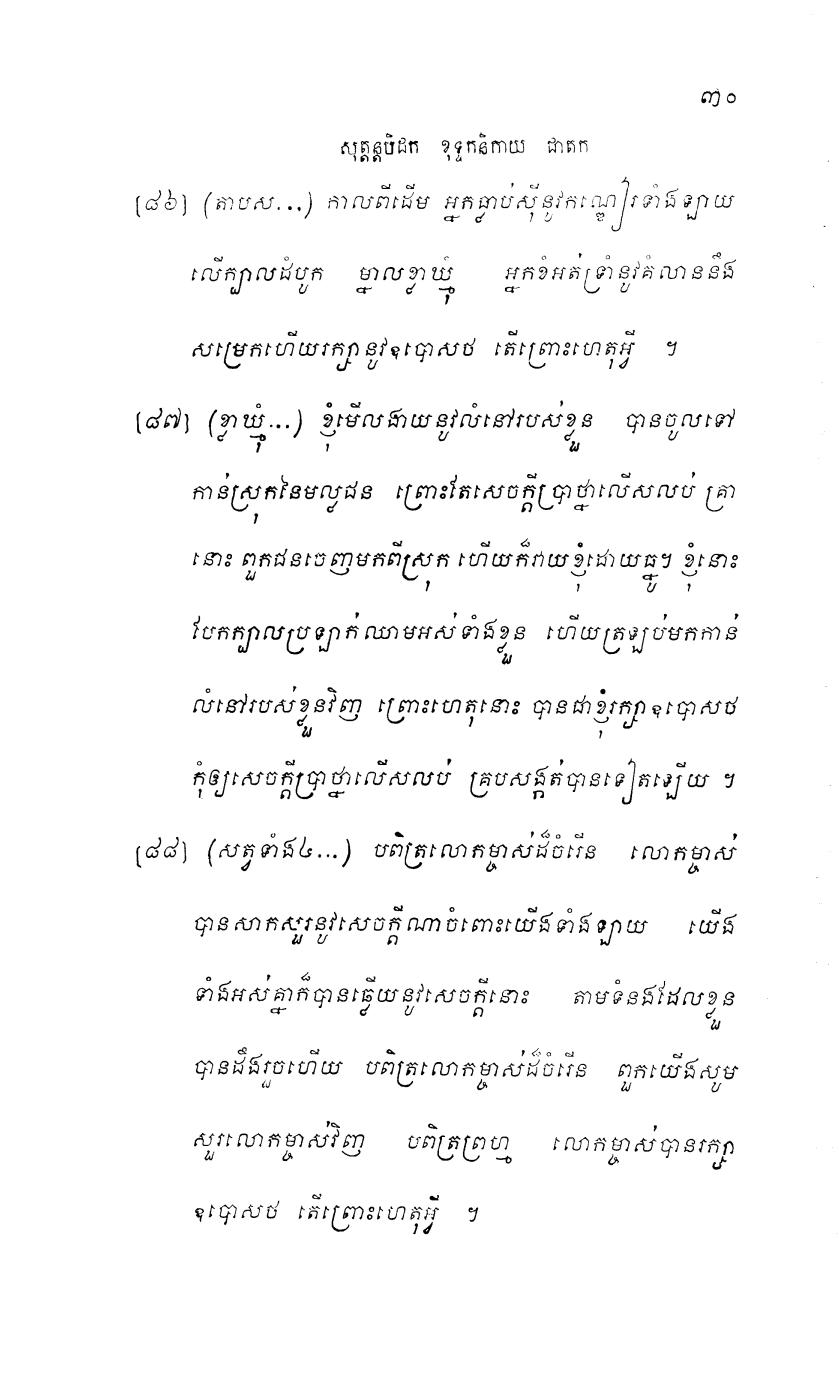 ៣០
សុត្តន្តបិដក ខុទ្ទកនិកាយ ជាតក
[៨៦] (តាបស...) កាលពីដើម អ្នកធ្លាប់ស៊ីនូវកណ្ឌៀរទាំងឡាយ
លើក្បាលដំបូក ម្នាលខ្លាឃ្មុំ អ្នកខំអត់ទ្រាំនូវគំលាននឹង
សម្រេកហើយរក្សានូវឧបោសថ តើព្រោះហេតុអ្វី ។
[៨៧] (ខ្លាឃ្មុំ...) ខ្ញុំមើលងាយនូវលំនៅរបស់ខ្លួន បានចូលទៅ
កាន់ស្រុកនៃមល្លជន ព្រោះតែសេចក្តីប្រាថ្នាលើសលប់ គ្រា
នោះ ពួកជនចេញមកពីស្រុក ហើយក៏វាយខ្ញុំដោយធ្នូ។ ខ្ញុំនោះ
បែកក្បាលប្រឡាក់ឈាមអស់ទាំងខ្លួន ហើយត្រឡប់មកកាន់
លំនៅរបស់ខ្លួនវិញ ព្រោះហេតុនោះ បានជាខ្ញុំរក្សាឧបោសថ
កុំឲ្យសេចក្តីប្រាថ្នាលើសលប់ គ្របសង្កត់បានទៀតឡើយ ។
[៨៨] (សត្វទាំង៤...) បពិត្រលោកម្ចាស់ដ៏ចំរើន លោកម្ចាស់
បានសាកសួរនូវសេចក្តីណាចំពោះយើងទាំងឡាយ យើង
ទាំងអស់គ្នាក៏បានឆ្លើយនូវសេចក្តីនោះ តាមទំនងដែលខ្លួន
បានដឹងរួចហើយ បពិត្រលោកម្ចាស់ដ៏ចំរើន ពួកយើងសូម
សួរលោកម្ចាស់វិញ បពិត្រព្រហ្ម លោកម្ចាស់បានរក្សា
ឧបោសថ តើព្រោះហេតុអ្វី ។